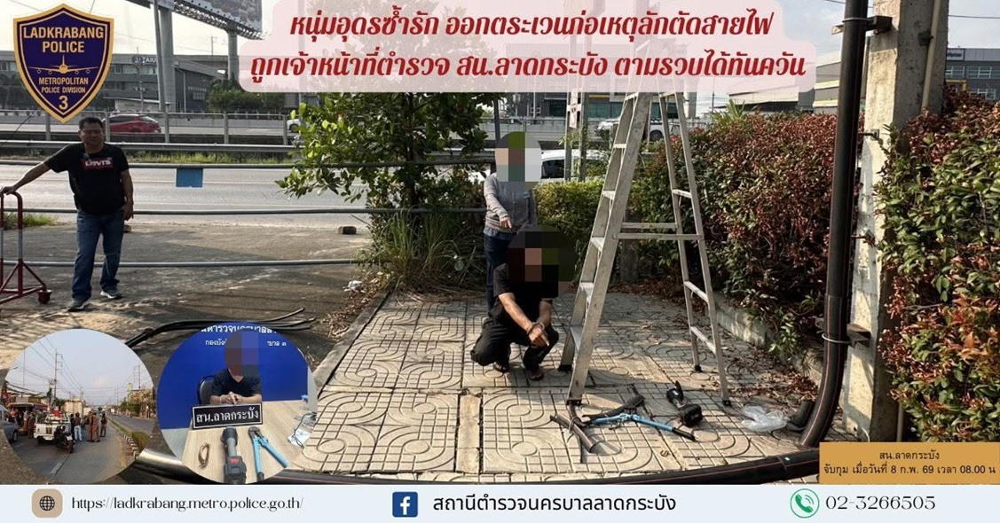 หนุ่มอุดรซ้ำรัก ออกตระเวนก่อเหตุลักตัดสายไฟ
ถูกเจ้าหน้าที่ตำรวจ สน.ลาดกระบัง ตามรวบได้ทันควัน
LADKRABANG
POLICE
METROPOLITAN
POLICE DIVISION
3
LEVI'S
สน.ลาดกระบัง
สน.ลาดกระบัง
จับกุม เมื่อวันที่ 8 ก.พ. 69 เวลา 08.00 น
https://ladkrabang.metro.police.go.th/
สถานีตำรวจนครบาลลาดกระบัง
02-3266505